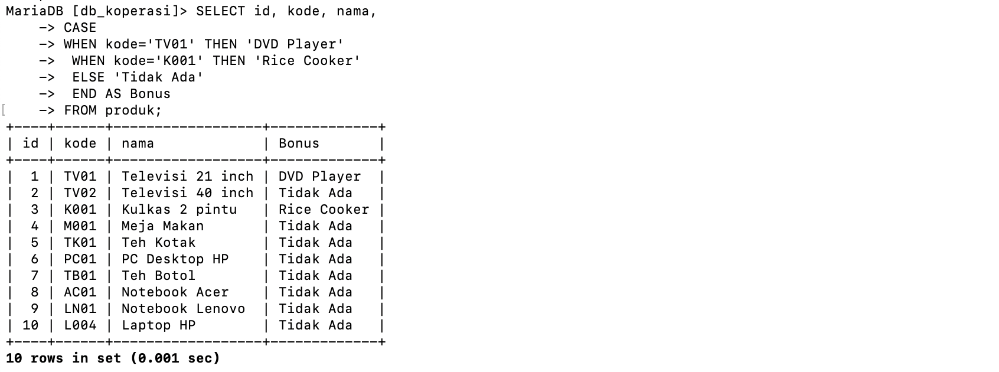 MariaDB [db_koperasi]> SELECT id, kode, nama,
    -> CASE
    -> WHEN kode='TV01' THEN 'DVD Player'
    ->  WHEN kode='K001' THEN 'Rice Cooker'
    ->  ELSE 'Tidak Ada'
    ->  END AS Bonus
[    -> FROM produk;
+----+------+------------------+-------------+
| id | kode | nama             | Bonus       |
+----+------+------------------+-------------+
|  1 | TV01 | Televisi 21 inch | DVD Player  |
|  2 | TV02 | Televisi 40 inch | Tidak Ada   |
|  3 | K001 | Kulkas 2 pintu   | Rice Cooker |
|  4 | M001 | Meja Makan       | Tidak Ada   |
|  5 | TK01 | Teh Kotak        | Tidak Ada   |
|  6 | PC01 | PC Desktop HP    | Tidak Ada   |
|  7 | TB01 | Teh Botol        | Tidak Ada   |
|  8 | AC01 | Notebook Acer    | Tidak Ada   |
|  9 | LN01 | Notebook Lenovo  | Tidak Ada   |
| 10 | L004 | Laptop HP        | Tidak Ada   |
+----+------+------------------+-------------+
10 rows in set (0.001 sec)